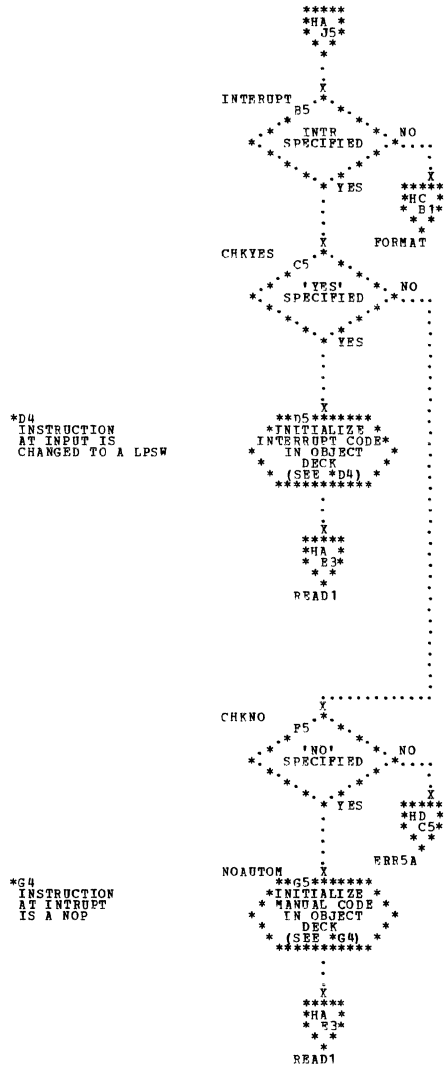 HA
J5
INTERUPT
B5
INTR
SPECIFIED
NO
YES
HC
B1
FORMAT
CHKYES
C5
'YES'
SPECIFIED
NO
YES
*D4
INSTRUCTION
AT INPUT IS
CHANGED TO A LPSW
**D5*******
*INITIALIZE *
INTERRUPT CODE*
IN OBJECT
DECK
(SEE *D4)
HA
E3
READ1
CHKNO
F5
'NO'
SPECIFIED
NO
YES
HD
C5
ERR5A
NOAUTOM
*G4
INSTRUCTION
AT INTRUPT
IS A NOP
**G5*******
*INITIALIZE *
* MANUAL CODE *
IN OBJECT
DECK
(SEE *G4)
HA
E3
READ1